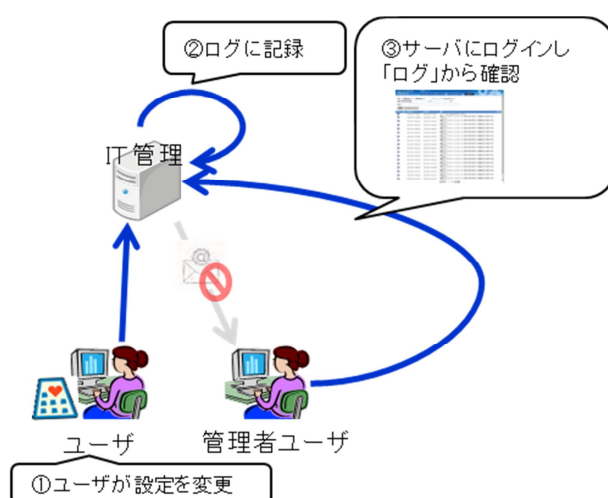 ②ログに記録
③サーバにログインし
「ログ」から確認
IT管理
@
ユーザ
管理者ユーザ
①ユーザが設定を変更